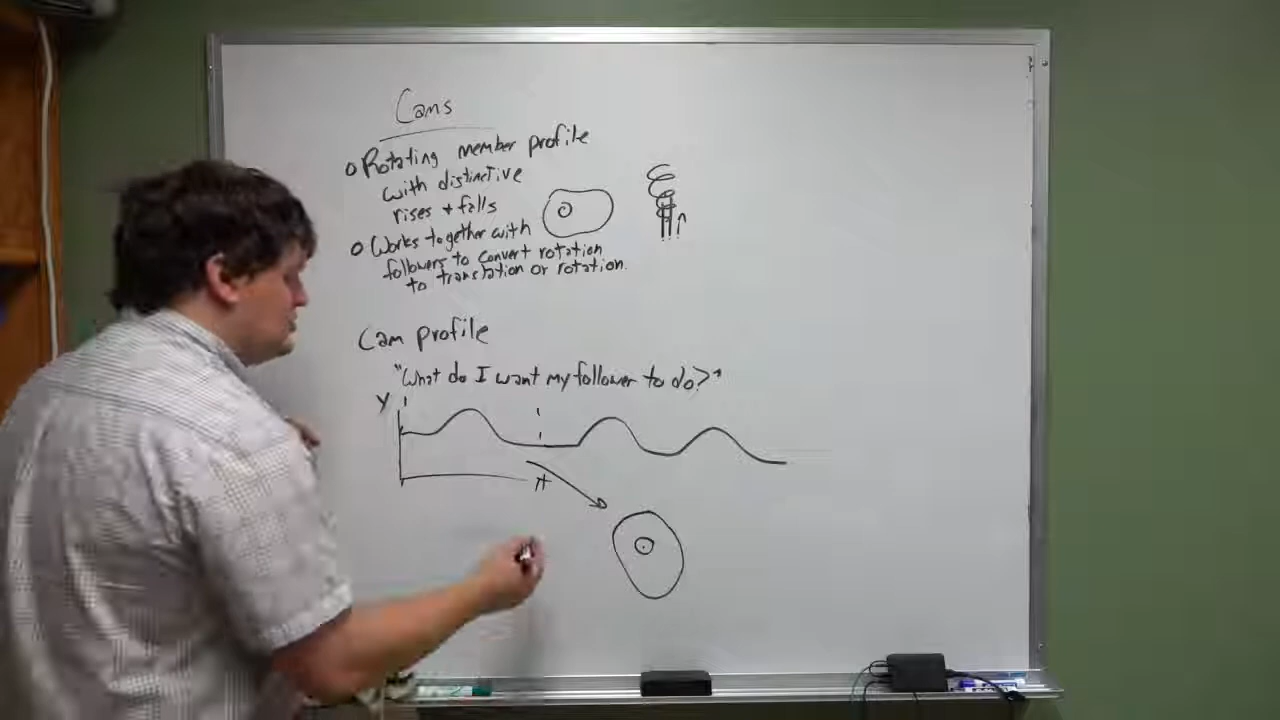 Cams
o Rotating member profile
with distinctive
rises + falls
o Works together with
followers to convert rotation
to translation or rotation.
Cam profile
"What do I want my follower to do?"
y